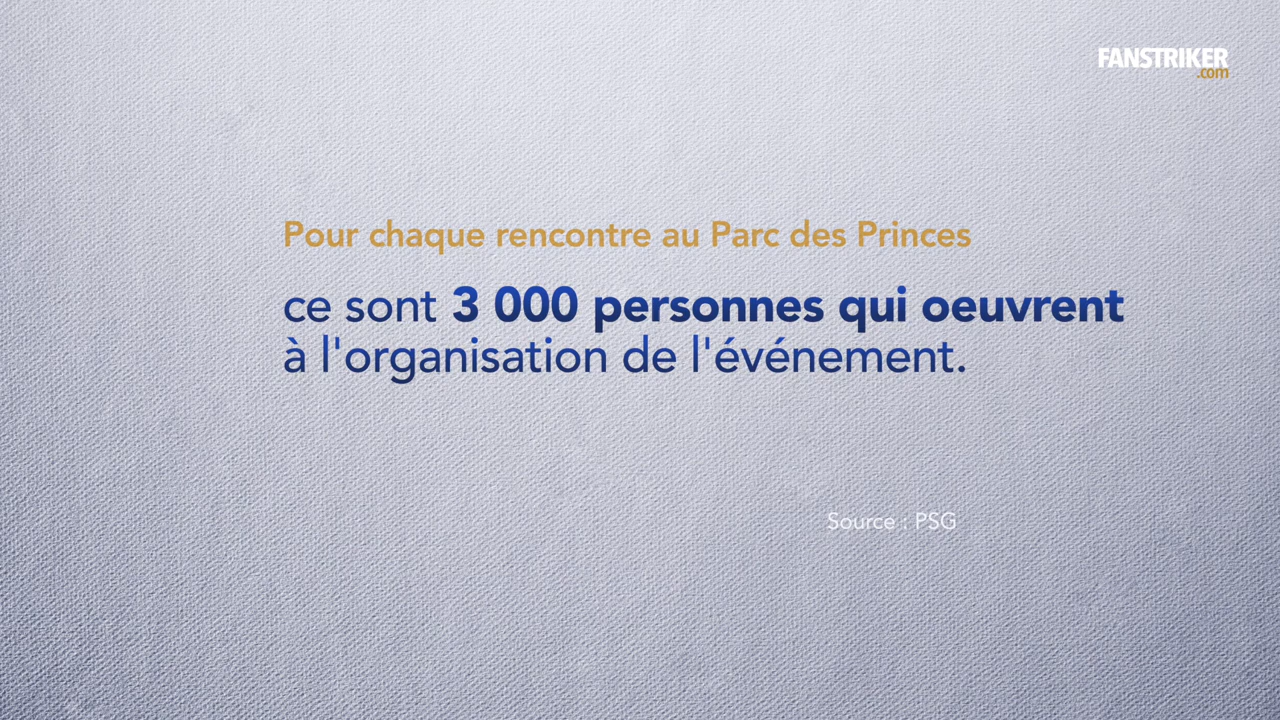 FANSTRIKER
.com
Pour chaque rencontre au Parc des Princes
ce sont 3 000 personnes qui oeuvrent
à l'organisation de l'événement.
Source : PSG